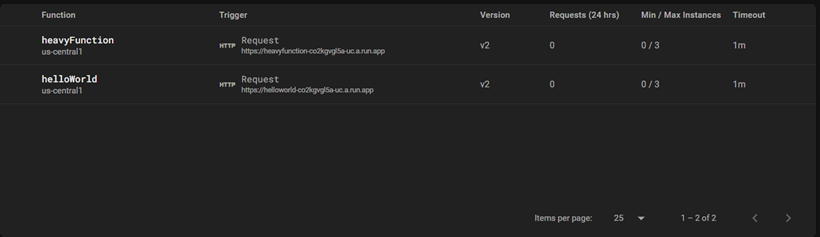 Function Trigger Version Requests (24 hrs) Min / Max Instances Timeout
heavyFunction HTTP Request v2 0 0 / 3 1m
us-central1 https://heavyfunction-co2kgvgl5a-uc.a.run.app
helloWorld HTTP Request v2 0 0 / 3 1m
us-central1 https://helloworld-co2kgvgl5a-uc.a.run.app
Items per page: 25 1 – 2 of 2